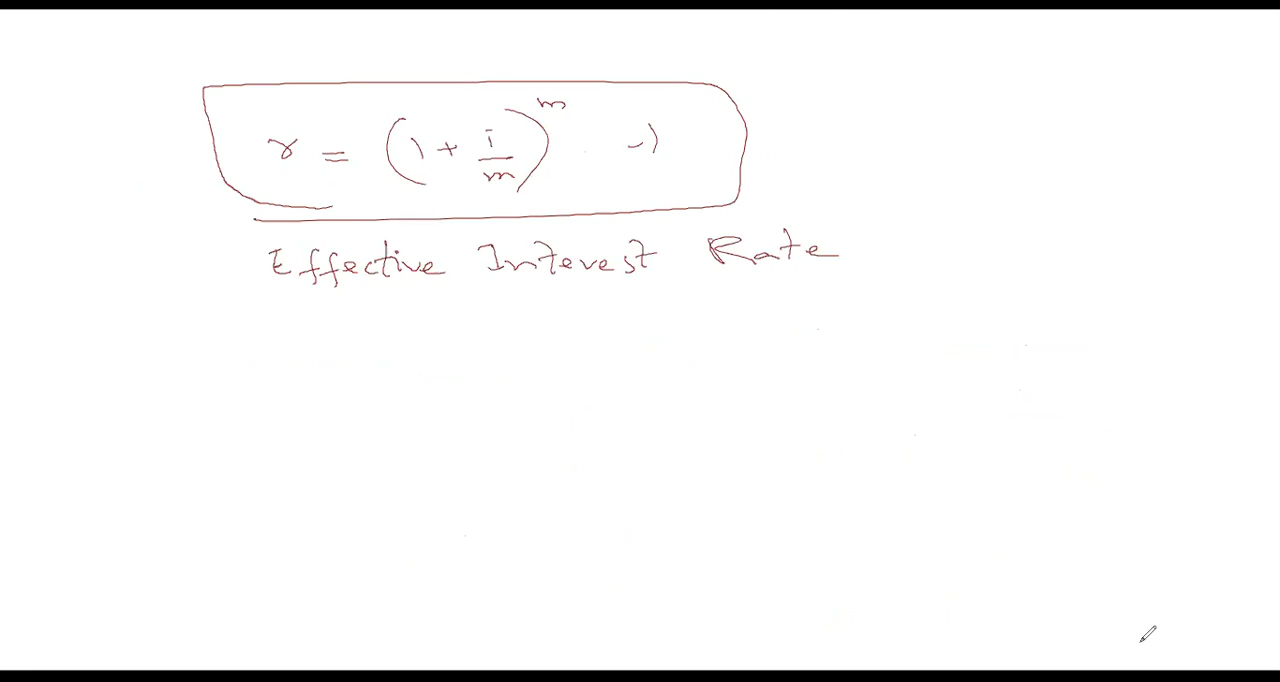 r = (1 + i/m)^m - 1
Effective Interest Rate